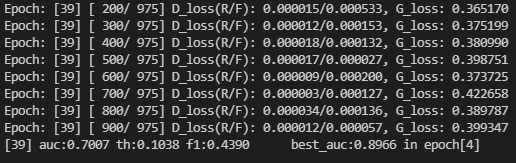 Epoch: [39] [ 200/ 975] D_loss(R/F): 0.000015/0.000533, G_loss: 0.365170
Epoch: [39] [ 300/ 975] D_loss(R/F): 0.000012/0.000153, G_loss: 0.375199
Epoch: [39] [ 400/ 975] D_loss(R/F): 0.000018/0.000132, G_loss: 0.380990
Epoch: [39] [ 500/ 975] D_loss(R/F): 0.000017/0.000027, G_loss: 0.398751
Epoch: [39] [ 600/ 975] D_loss(R/F): 0.000009/0.000200, G_loss: 0.373725
Epoch: [39] [ 700/ 975] D_loss(R/F): 0.000003/0.000127, G_loss: 0.422658
Epoch: [39] [ 800/ 975] D_loss(R/F): 0.000034/0.000136, G_loss: 0.389787
Epoch: [39] [ 900/ 975] D_loss(R/F): 0.000012/0.000057, G_loss: 0.399347
[39] auc:0.7007 th:0.1038 f1:0.4390      best_auc:0.8966 in epoch[4]